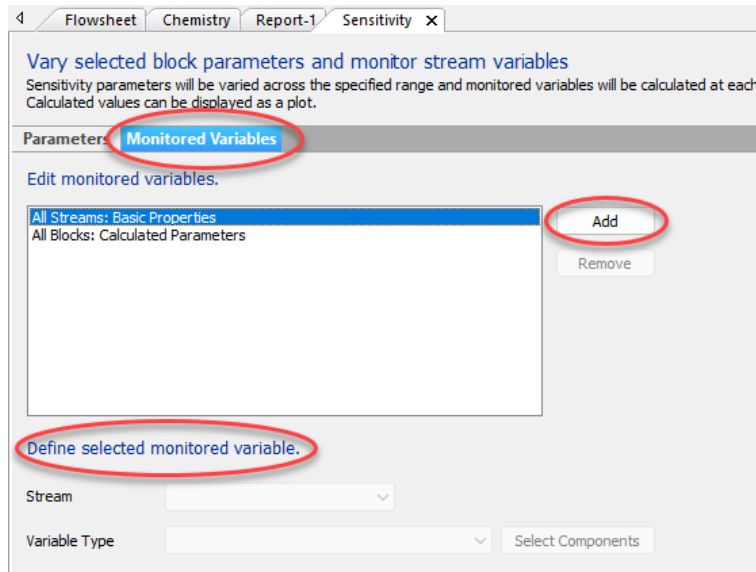 Flowsheet Chemistry Report-1 Sensitivity X
Vary selected block parameters and monitor stream variables
Sensitivity parameters will be varied across the specified range and monitored variables will be calculated at each
Calculated values can be displayed as a plot.
Parameters Monitored Variables
Edit monitored variables.
All Streams: Basic Properties
All Blocks: Calculated Parameters
Add
Remove
Define selected monitored variable.
Stream
Variable Type Select Components